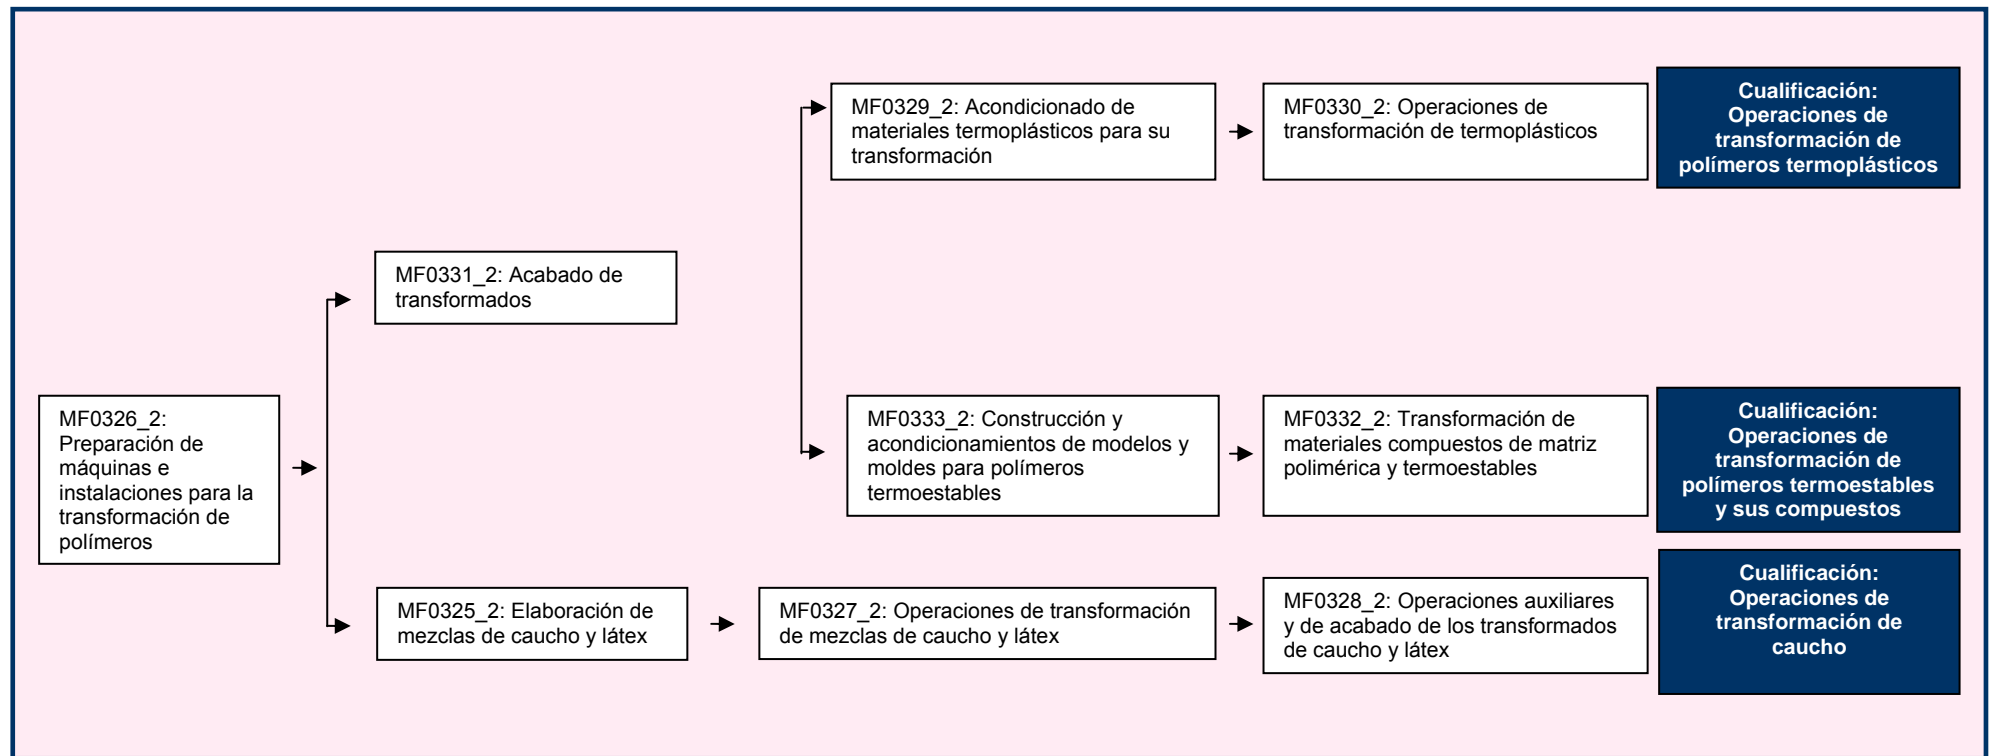 MF0329_2: Acondicionado de
materiales termoplásticos para su
transformación
MF0330_2: Operaciones de
transformación de termoplásticos
Cualificación:
Operaciones de
transformación de
polímeros termoplásticos
MF0331_2: Acabado de
transformados
MF0326_2:
Preparación de
máquinas e
instalaciones para la
transformación de
polímeros
MF0333_2: Construcción y
acondicionamientos de modelos y
moldes para polímeros
termoestables
MF0332_2: Transformación de
materiales compuestos de matriz
polimérica y termoestables
Cualificación:
Operaciones de
transformación de
polímeros termoestables
y sus compuestos
MF0325_2: Elaboración de
mezclas de caucho y látex
MF0327_2: Operaciones de transformación
de mezclas de caucho y látex
MF0328_2: Operaciones auxiliares
y de acabado de los transformados
de caucho y látex
Cualificación:
Operaciones de
transformación de
caucho